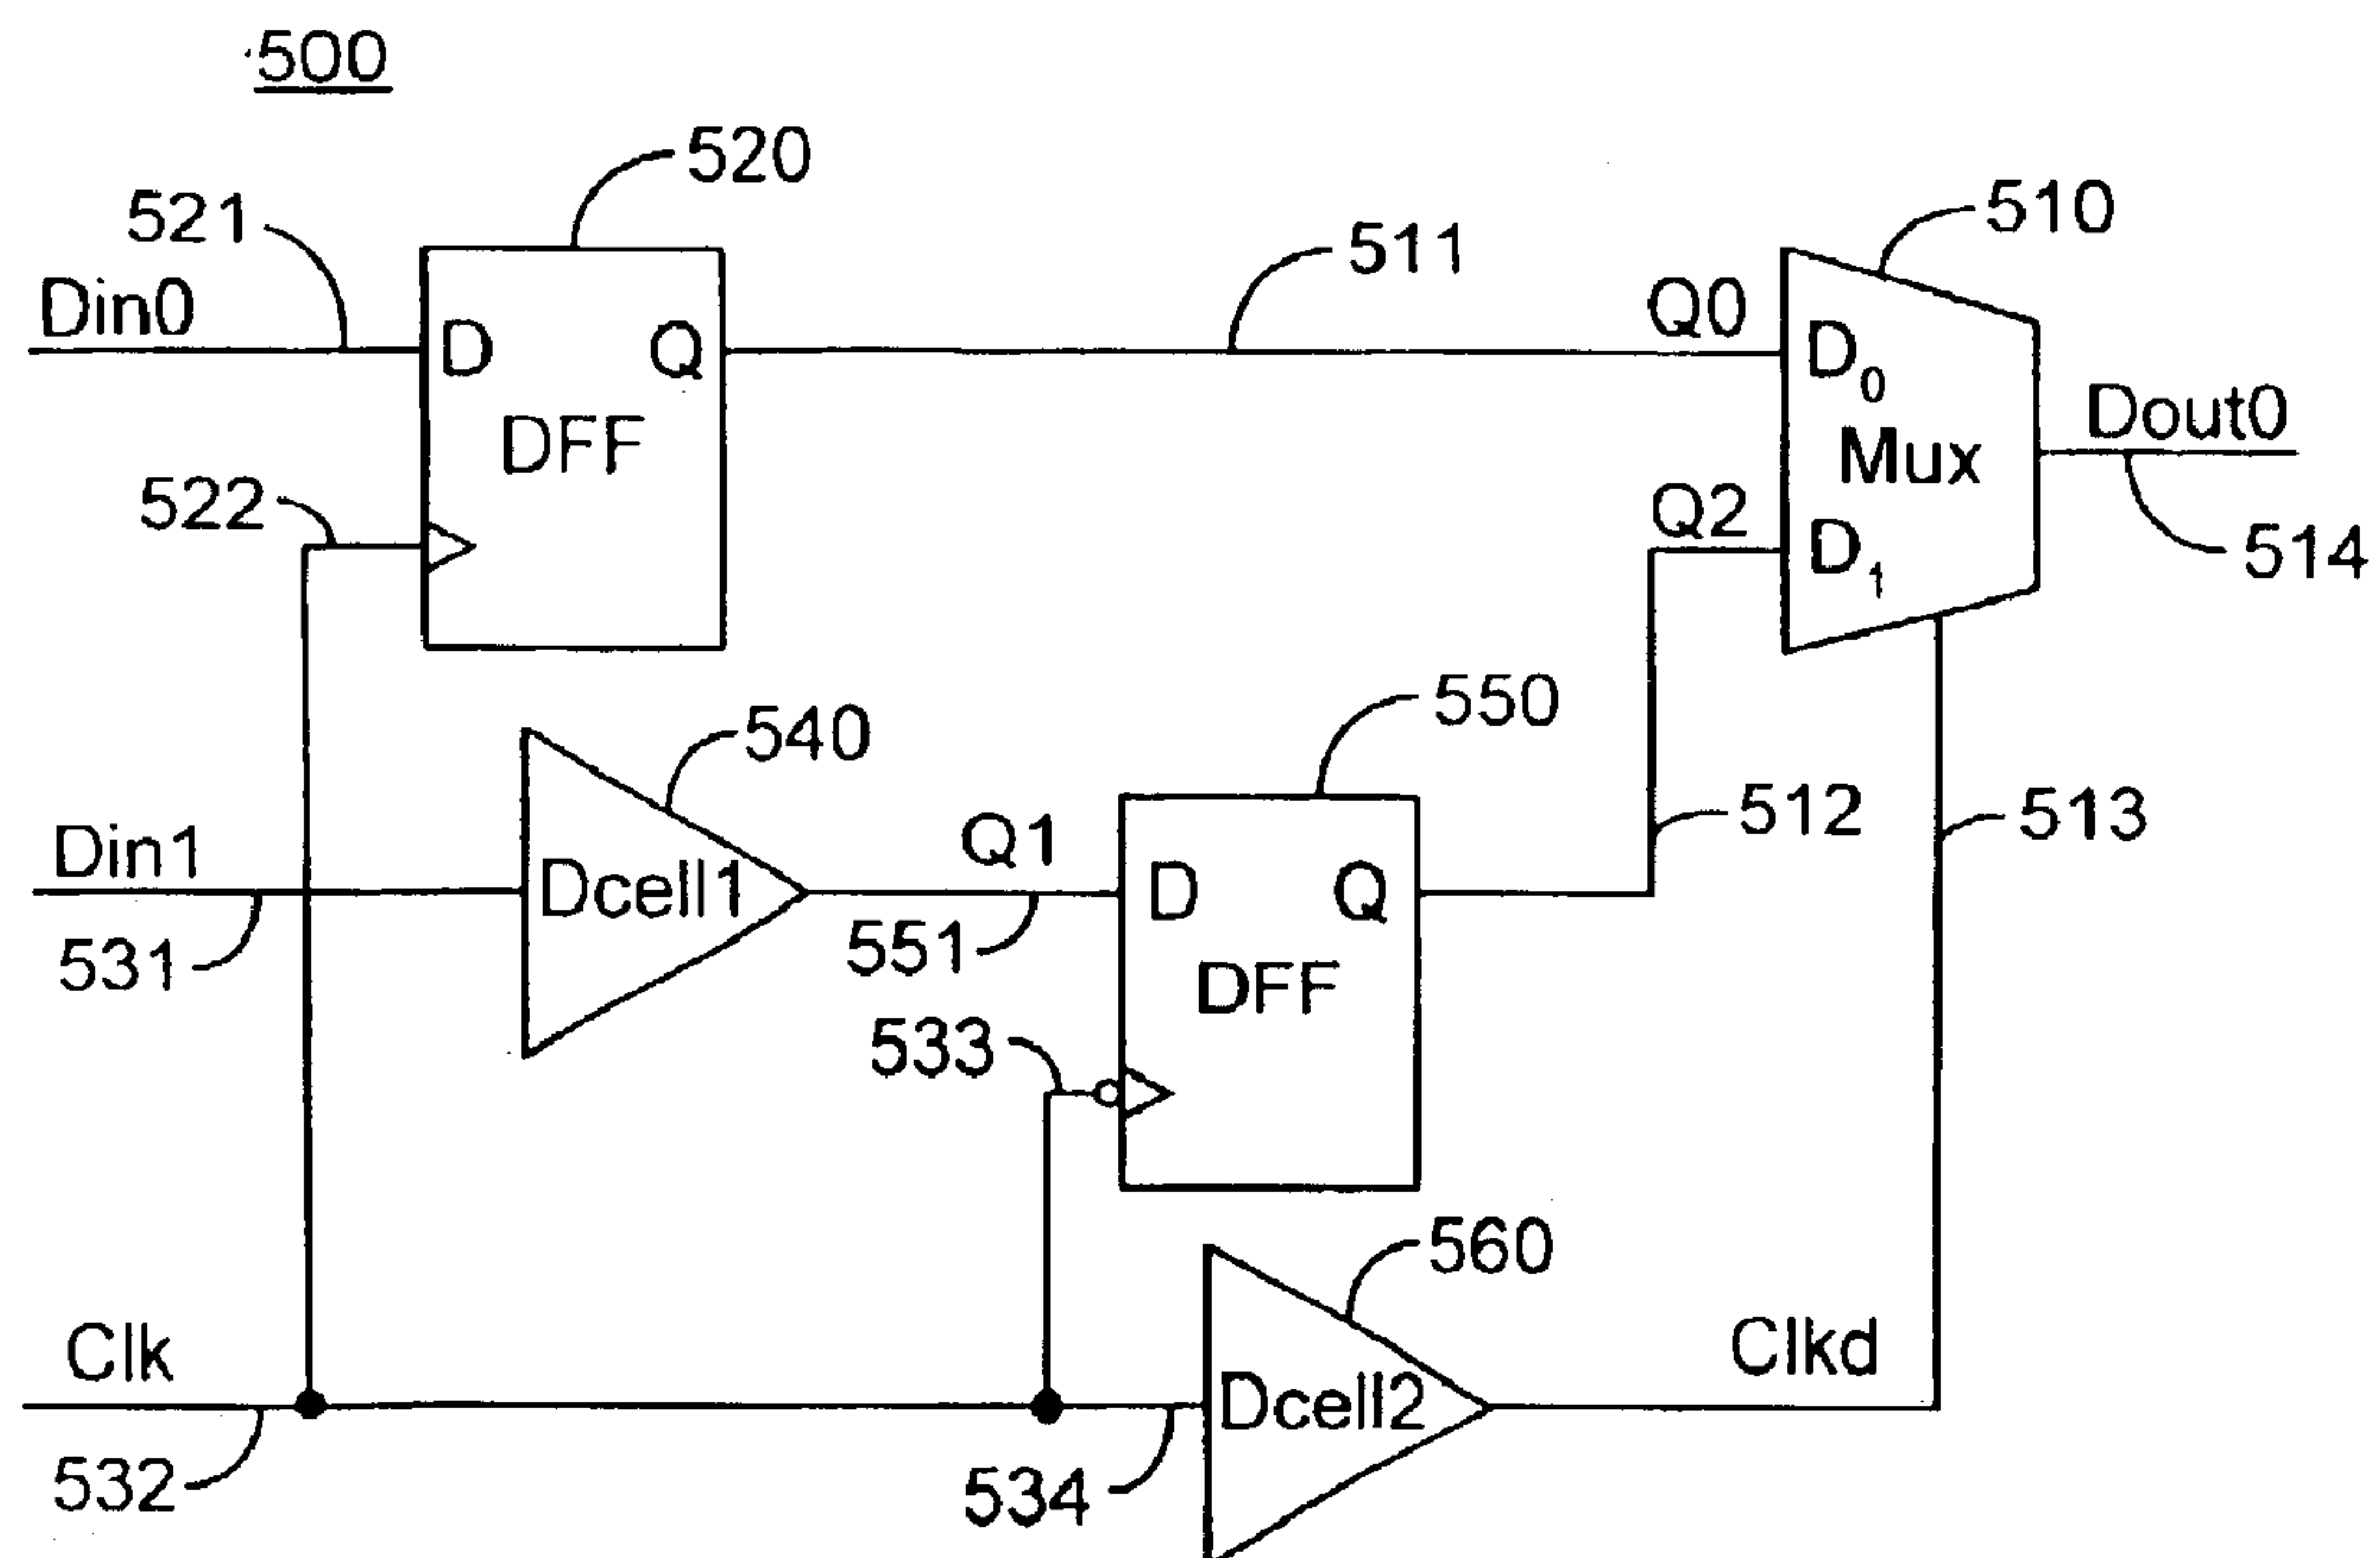 500
520
521
510
511
Din0
Q0
D
Q
D0
DFF
Dout0
Mux
522
Q2
D1
514
540
550
Din1
Q1
512
513
Dcell1
D
Q
531
551
DFF
533
560
Clk
Clkd
Dcell2
532
534